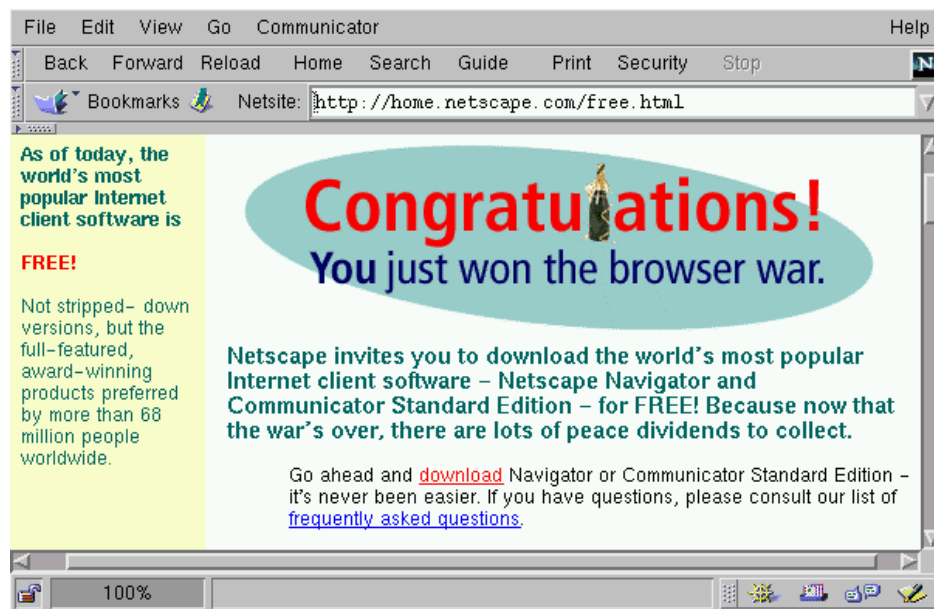 File Edit View Go Communicator Help
Back Forward Reload Home Search Guide Print Security Stop N
Bookmarks Netsite: http://home.netscape.com/free.html
As of today, the
world's most
popular Internet
client software is
FREE!
Not stripped- down
versions, but the
full-featured,
award-winning
products preferred
by more than 68
million people
worldwide.
Congratulations!
You just won the browser war.
Netscape invites you to download the world's most popular
Internet client software - Netscape Navigator and
Communicator Standard Edition - for FREE! Because now that
the war's over, there are lots of peace dividends to collect.
Go ahead and download Navigator or Communicator Standard Edition -
it's never been easier. If you have questions, please consult our list of
frequently asked questions.
100%